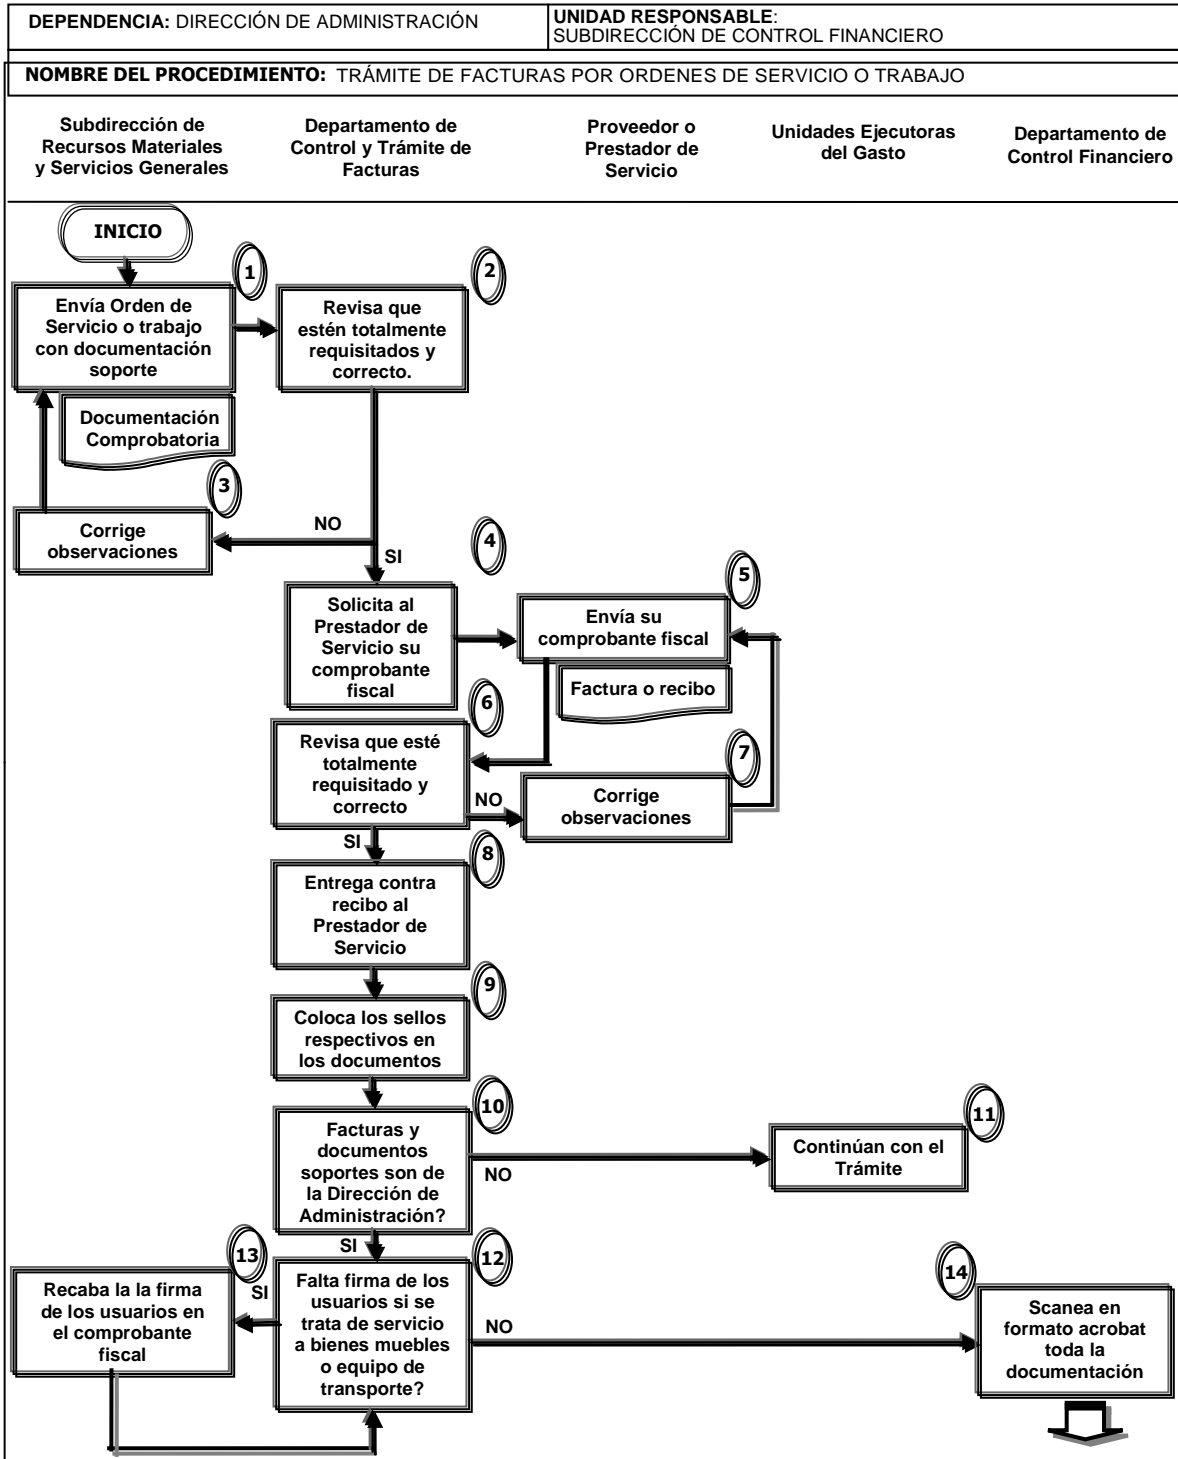 DEPENDENCIA: DIRECCIÓN DE ADMINISTRACIÓN
UNIDAD RESPONSABLE:
SUBDIRECCIÓN DE CONTROL FINANCIERO
NOMBRE DEL PROCEDIMIENTO: TRÁMITE DE FACTURAS POR ORDENES DE SERVICIO O TRABAJO
Subdirección de
Recursos Materiales
y Servicios Generales
Departamento de
Control y Trámite de
Facturas
Proveedor o
Prestador de
Servicio
Unidades Ejecutoras
del Gasto
Departamento de
Control Financiero
INICIO
1
Envía Orden de
Servicio o trabajo
con documentación
soporte
Documentación
Comprobatoria
2
Revisa que
estén totalmente
requisitados y
correcto.
3
Corrige
observaciones
NO
SI
4
Solicita al
Prestador de
Servicio su
comprobante
fiscal
5
Envía su
comprobante fiscal
Factura o recibo
6
Revisa que esté
totalmente
requisitado y
correcto
NO
7
Corrige
observaciones
SI
8
Entrega contra
recibo al
Prestador de
Servicio
9
Coloca los sellos
respectivos en
los documentos
10
Facturas y
documentos
soportes son de
la Dirección de
Administración?
NO
11
Continúan con el
Trámite
SI
12
Falta firma de los
usuarios si se
trata de servicio
a bienes muebles
o equipo de
transporte?
SI
13
Recaba la la firma
de los usuarios en
el comprobante
fiscal
NO
14
Scanea en
formato acrobat
toda la
documentación